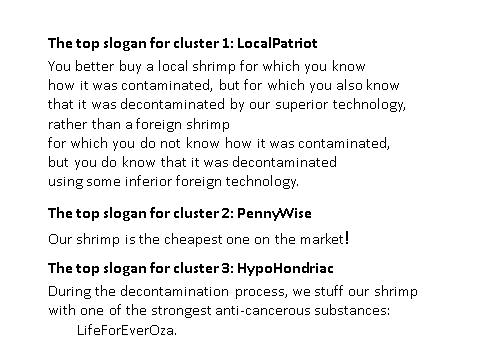 The top slogan for cluster 1: LocalPatriot
You better buy a local shrimp for which you know
how it was contaminated, but for which you also know
that it was decontaminated by our superior technology,
rather than a foreign shrimp
for which you do not know how it was contaminated,
but you do know that it was decontaminated
using some inferior foreign technology.
The top slogan for cluster 2: PennyWise
Our shrimp is the cheapest one on the market!
The top slogan for cluster 3: HypoHondriac
During the decontamination process, we stuff our shrimp
with one of the strongest anti-cancerous substances:
LifeForEverOza.